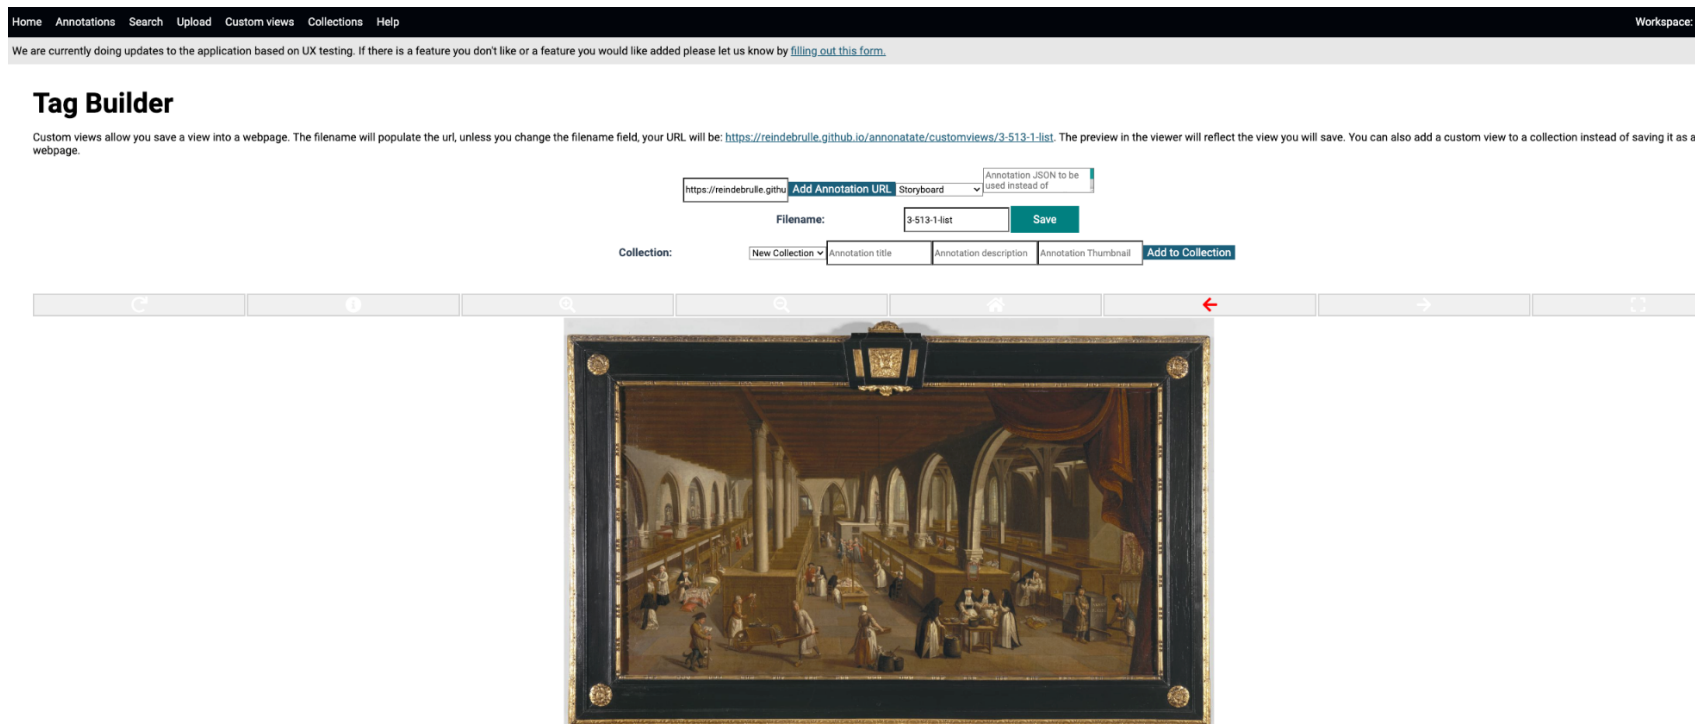 Home Annotations Search Upload Custom views Collections Help Workspace:
We are currently doing updates to the application based on UX testing. If there is a feature you don't like or a feature you would like added please let us know by filling out this form.
Tag Builder
Custom views allow you save a view into a webpage. The filename will populate the url, unless you change the filename field, your URL will be: https://reindebrulle.github.io/annonatate/customviews/3-513-1-list. The preview in the viewer will reflect the view you will save. You can also add a custom view to a collection instead of saving it as a
webpage.
Annotation JSON to be
https://reindebrulle.githu Add Annotation URL Storyboard used instead of
Filename: 3-513-1-list Save
Collection: New Collection Annotation title Annotation description Annotation Thumbnail Add to Collection